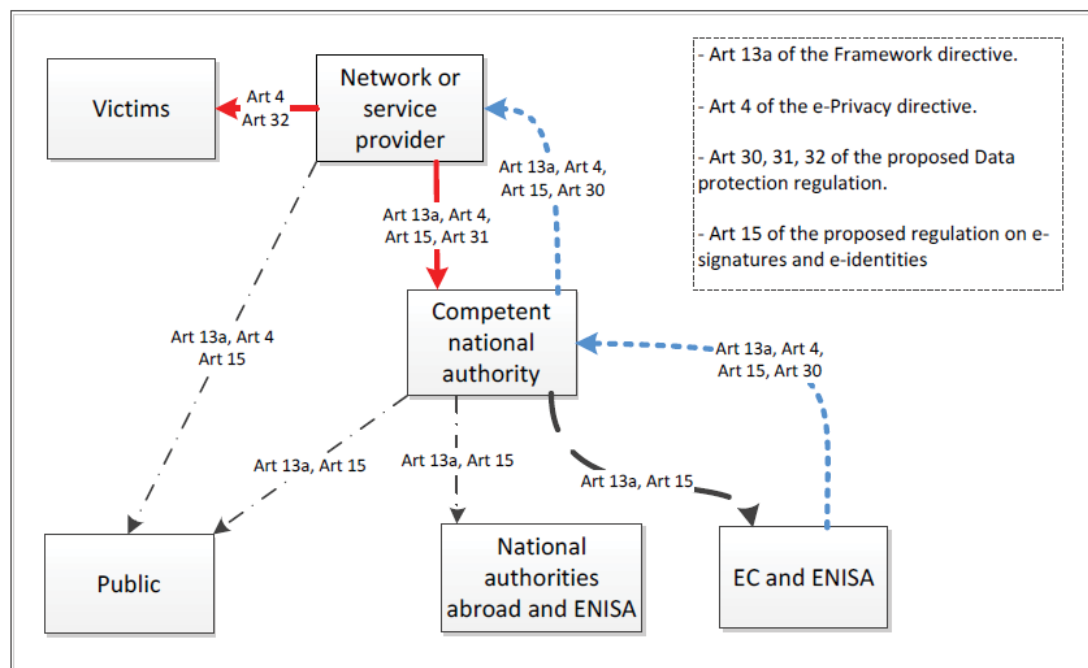 Victims
Art 4
Art 32
Network or
service
provider
- Art 13a of the Framework directive.
- Art 4 of the e-Privacy directive.
- Art 30, 31, 32 of the proposed Data
protection regulation.
- Art 15 of the proposed regulation on e-
signatures and e-identities
Art 13a, Art 4,
Art 15, Art 30
Art 13a, Art 4,
Art 15, Art 31
Art 13a, Art 4
Art 15
Competent
national
authority
Art 13a, Art 4,
Art 15, Art 30
Art 13a, Art 15
Art 13a, Art 15
Art 13a, Art 15
Public
National
authorities
abroad and ENISA
EC and ENISA